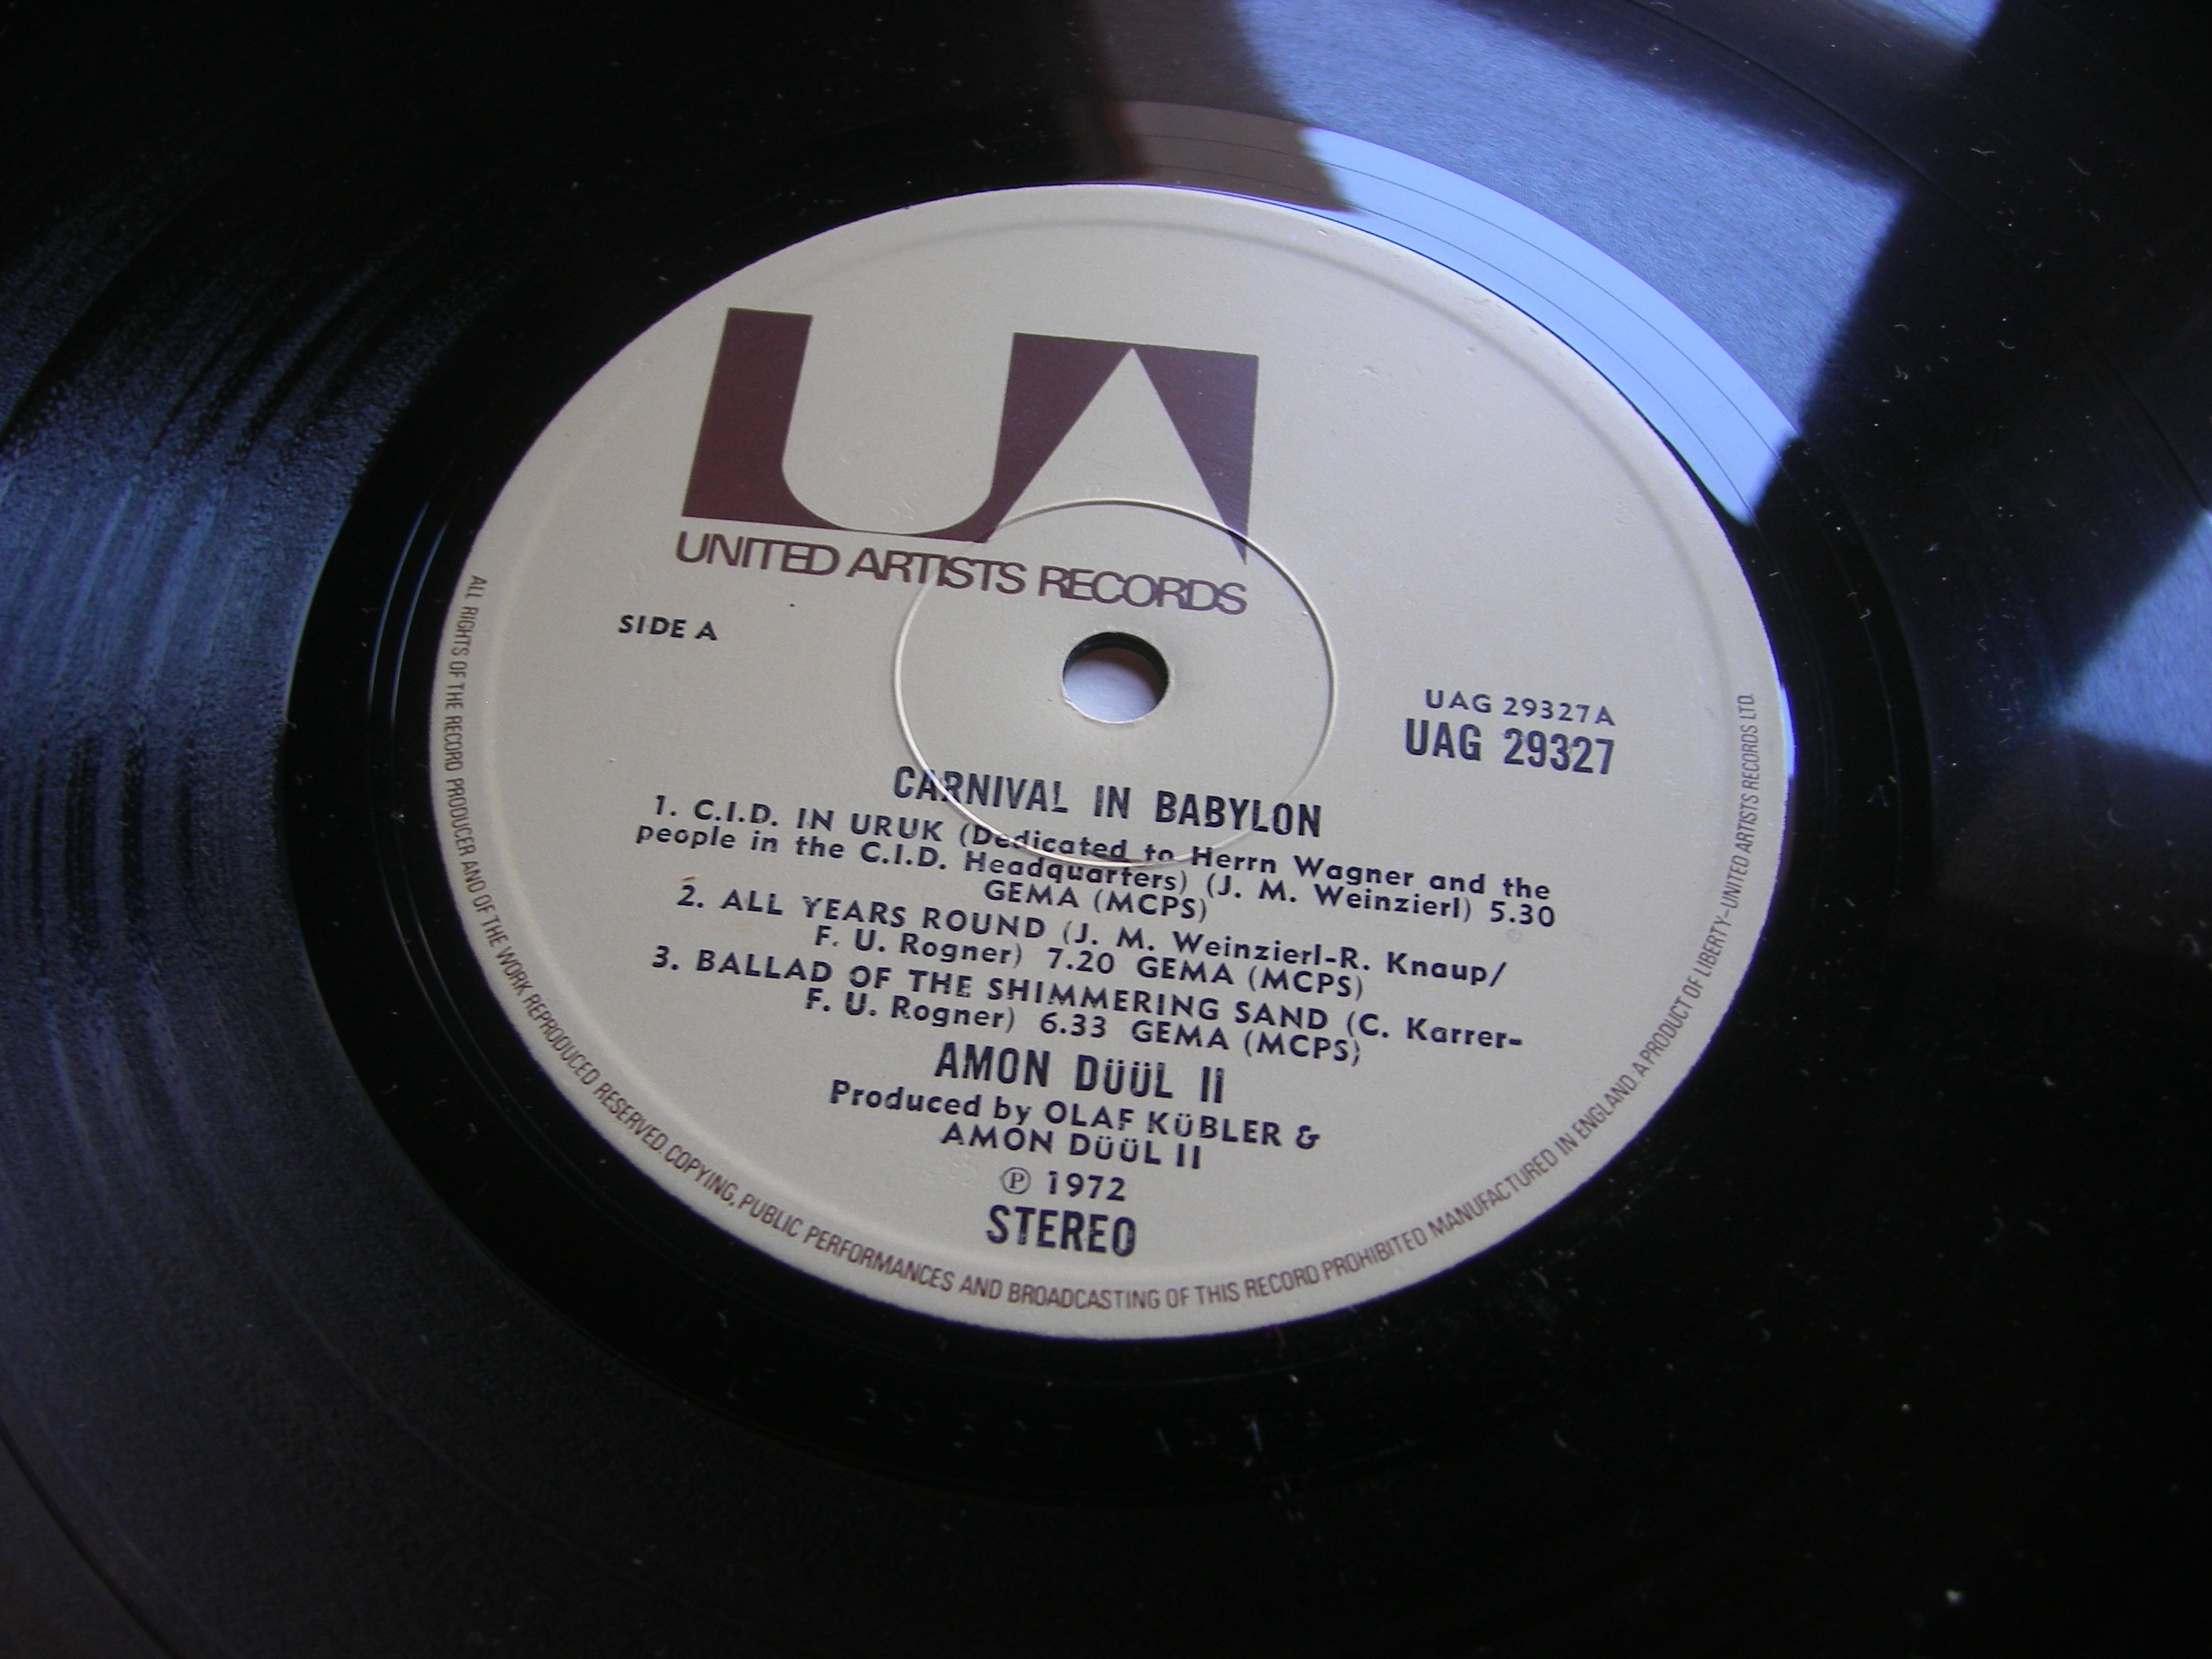 UA
UNITED ARTISTS RECORDS
SIDE A
UAG 29327A
UAG 29327
CARNIVAL IN BABYLON
1. C.I.D. IN URUK (Dedicated to Herrn Wagner and the
people in the C.I.D. Headquarters) (J. M. Weinzierl) 5.30
GEMA (MCPS)
2. ALL YEARS ROUND (J. M. Weinzierl-R. Knaup/
F. U. Rogner) 7.20 GEMA (MCPS)
3. BALLAD OF THE SHIMMERING SAND (C. Karrer-
F. U. Rogner) 6.33 GEMA (MCPS)
AMON DÜÜL II
Produced by OLAF KÜBLER &
AMON DÜÜL II
℗ 1972
STEREO
ALL RIGHTS OF THE RECORD PRODUCER AND OF THE WORK REPRODUCED RESERVED. COPYING, PUBLIC PERFORMANCES AND BROADCASTING OF THIS RECORD PROHIBITED MANUFACTURED IN ENGLAND A PRODUCT OF LIBERTY-UNITED ARTISTS RECORDS LTD.